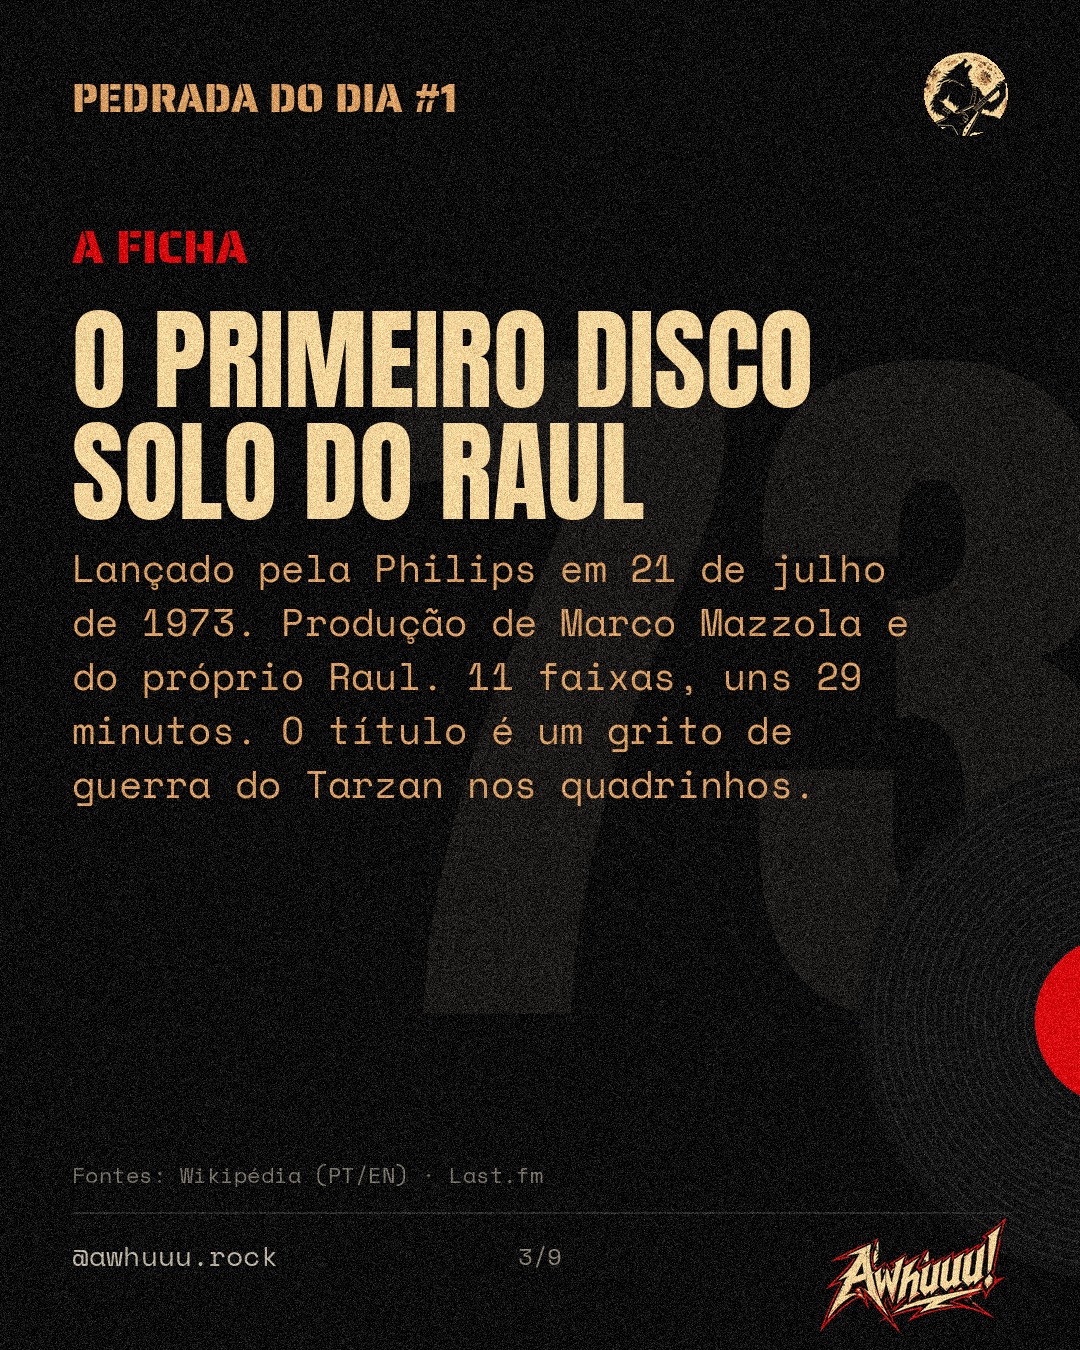 PEDRADA DO DIA #1
A FICHA
O PRIMEIRO DISCO
SOLO DO RAUL
Lançado pela Philips em 21 de julho
de 1973. Produção de Marco Mazzola e
do próprio Raul. 11 faixas, uns 29
minutos. O título é um grito de
guerra do Tarzan nos quadrinhos.
73
Fontes: Wikipédia (PT/EN) · Last.fm
@awhuuu.rock
3/9
Awhuuu!